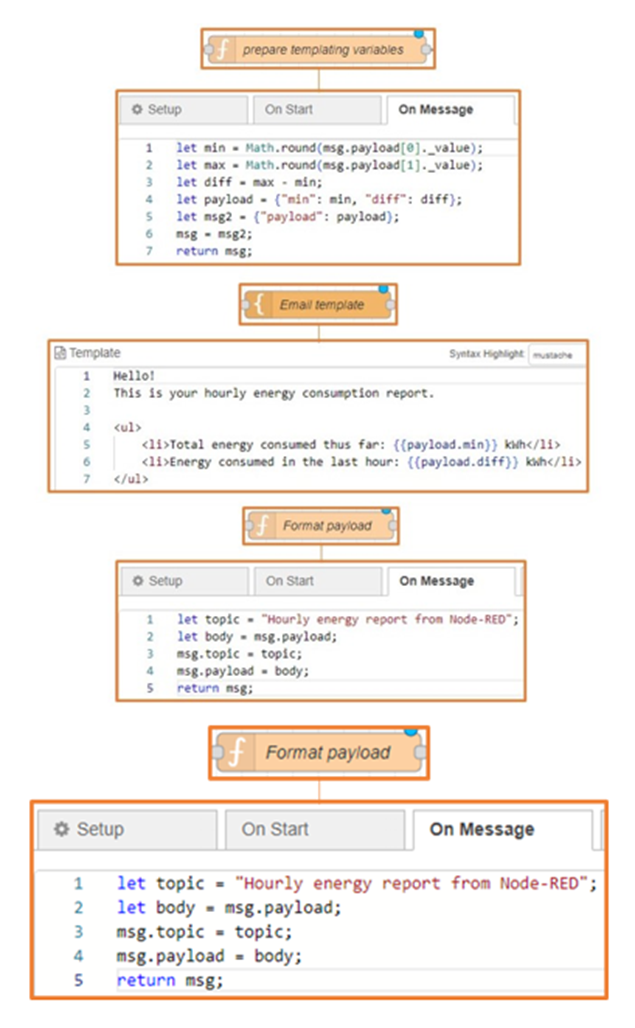 prepare templating variables
Setup On Start On Message
1 let min = Math.round(msg.payload[0]._value);
2 let max = Math.round(msg.payload[1]._value);
3 let diff = max - min;
4 let payload = {"min": min, "diff": diff};
5 let msg2 = {"payload": payload};
6 msg = msg2;
7 return msg;
Email template
Template Syntax Highlight mustache
1 Hello!
2 This is your hourly energy consumption report.
3
4 <ul>
5 <li>Total energy consumed thus far: {{payload.min}} kWh</li>
6 <li>Energy consumed in the last hour: {{payload.diff}} kWh</li>
7 </ul>
Format payload
Setup On Start On Message
1 let topic = "Hourly energy report from Node-RED";
2 let body = msg.payload;
3 msg.topic = topic;
4 msg.payload = body;
5 return msg;
Format payload
Setup On Start On Message
1 let topic = "Hourly energy report from Node-RED";
2 let body = msg.payload;
3 msg.topic = topic;
4 msg.payload = body;
5 return msg;